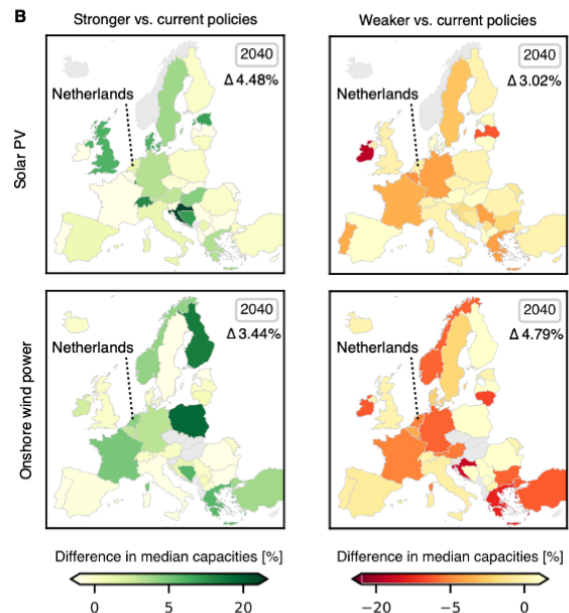 B
Stronger vs. current policies
Weaker vs. current policies
Solar PV
2040
Δ 4.48%
Netherlands
2040
Δ 3.02%
Netherlands
Onshore wind power
2040
Δ 3.44%
Netherlands
2040
Δ 4.79%
Netherlands
Difference in median capacities [%]
0 5 20
Difference in median capacities [%]
−20 −5 0